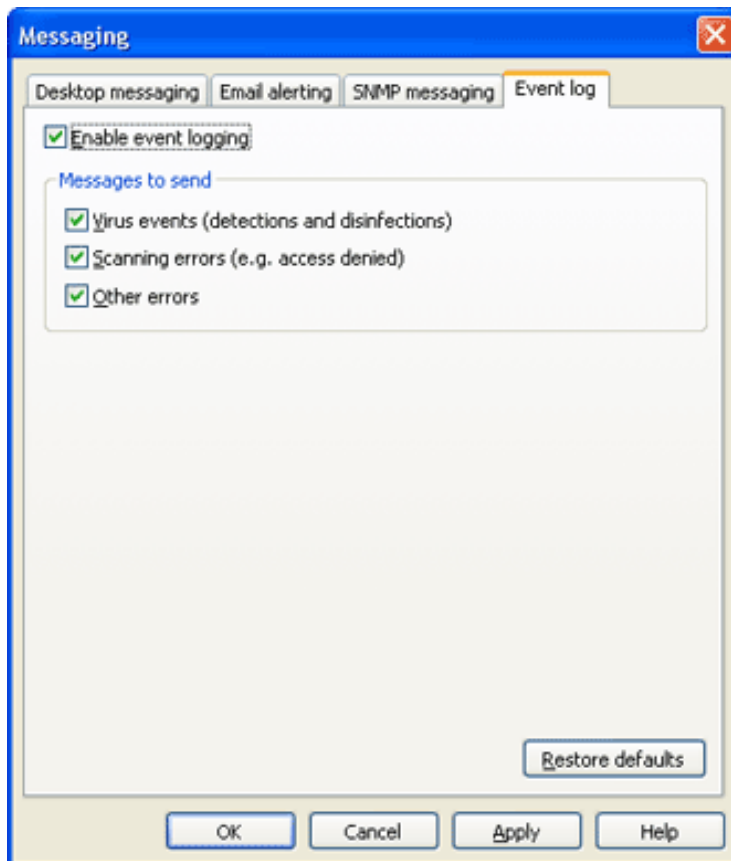 Messaging
Desktop messaging Email alerting SNMP messaging Event log
Enable event logging
Messages to send
Virus events (detections and disinfections)
Scanning errors (e.g. access denied)
Other errors
Restore defaults
OK Cancel Apply Help